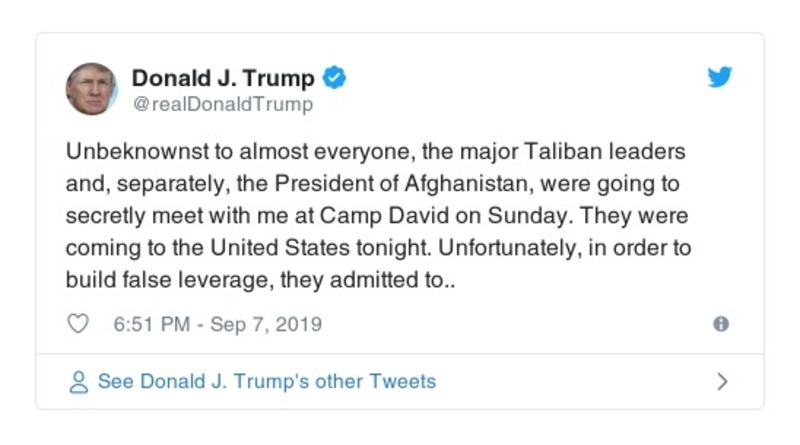 Donald J. Trump
@realDonaldTrump
Unbeknownst to almost everyone, the major Taliban leaders
and, separately, the President of Afghanistan, were going to
secretly meet with me at Camp David on Sunday. They were
coming to the United States tonight. Unfortunately, in order to
build false leverage, they admitted to..
6:51 PM - Sep 7, 2019
See Donald J. Trump's other Tweets